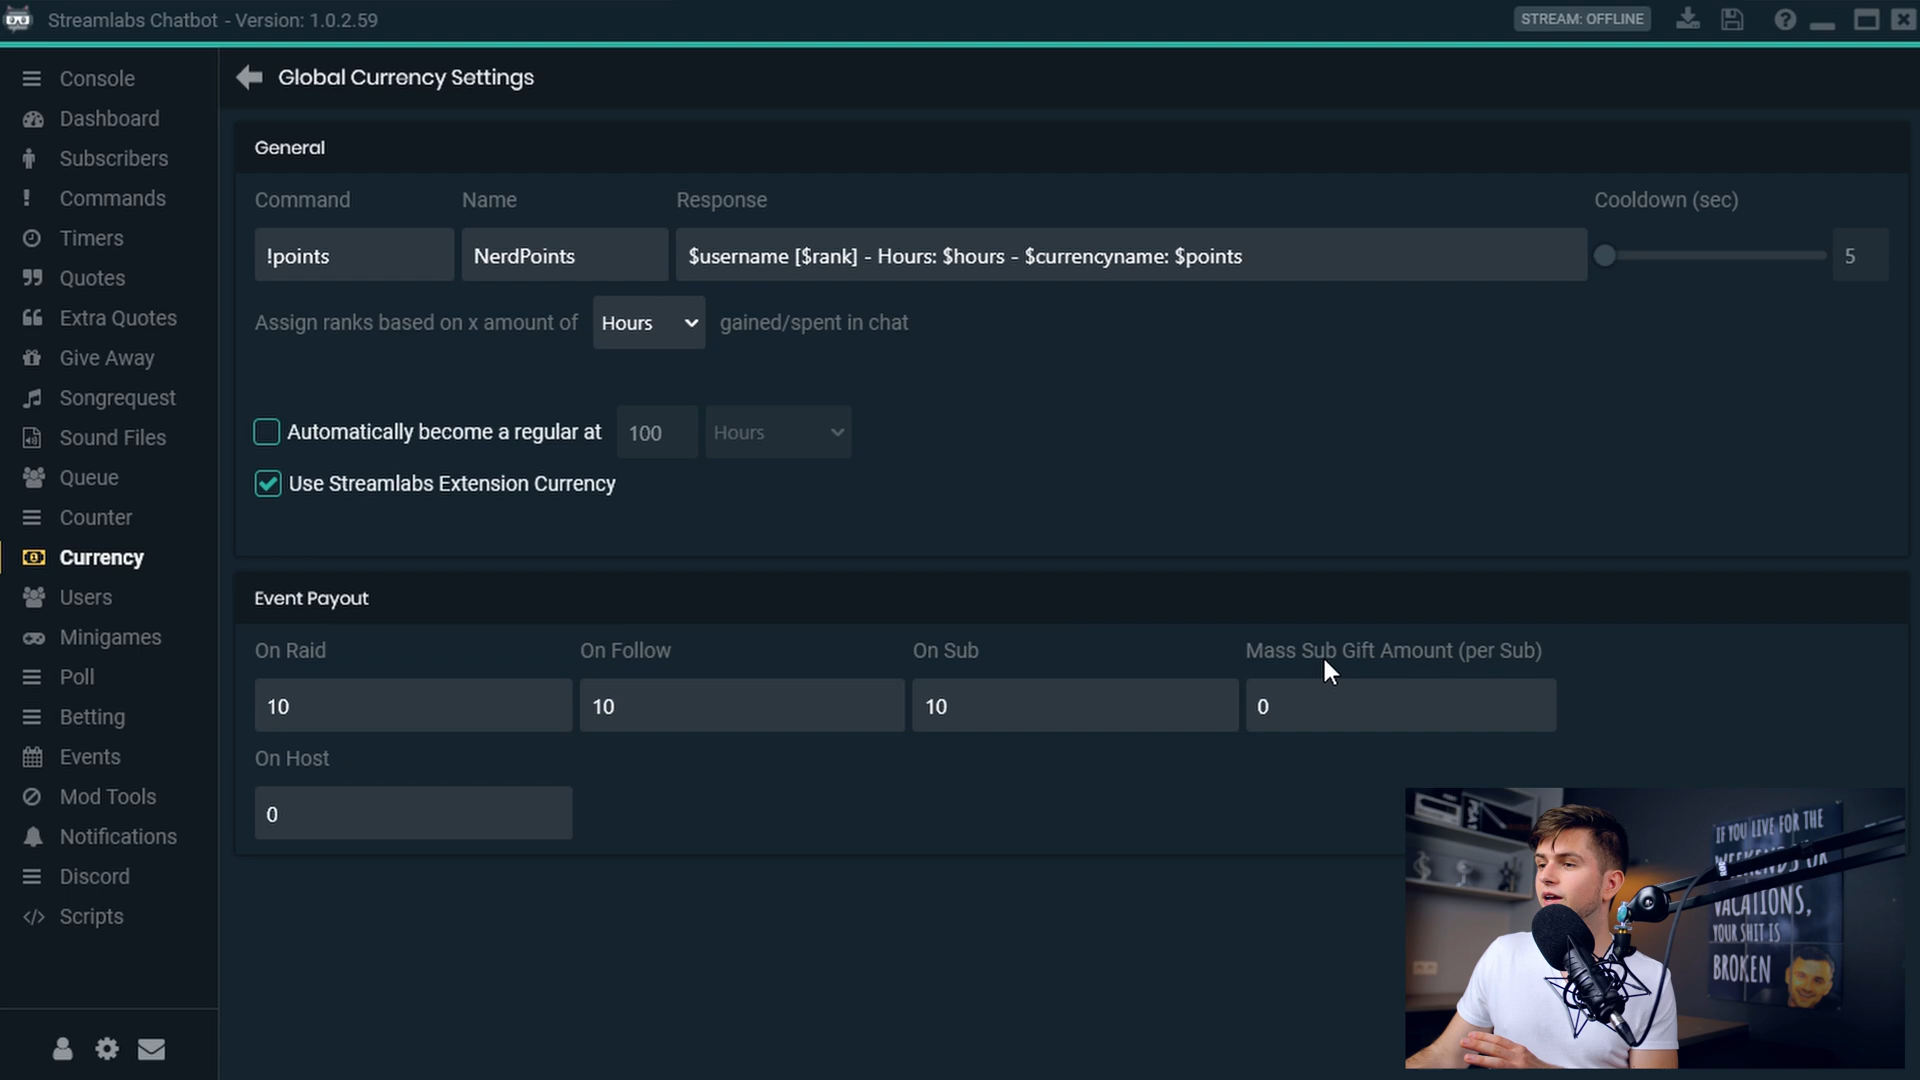 Streamlabs Chatbot - Version: 1.0.2.59
STREAM: OFFLINE
Console
Dashboard
Subscribers
Commands
Timers
Quotes
Extra Quotes
Give Away
Songrequest
Sound Files
Queue
Counter
Currency
Users
Minigames
Poll
Betting
Events
Mod Tools
Notifications
Discord
Scripts
Global Currency Settings
General
Command Name Response Cooldown (sec)
!points NerdPoints $username [$rank] - Hours: $hours - $currencyname: $points 5
Assign ranks based on x amount of Hours gained/spent in chat
Automatically become a regular at 100 Hours
Use Streamlabs Extension Currency
Event Payout
On Raid On Follow On Sub Mass Sub Gift Amount (per Sub)
10 10 10 0
On Host
0
IF YOU LIVE FOR THE
WEEKENDS OR
VACATIONS,
YOUR SHIT IS
BROKEN